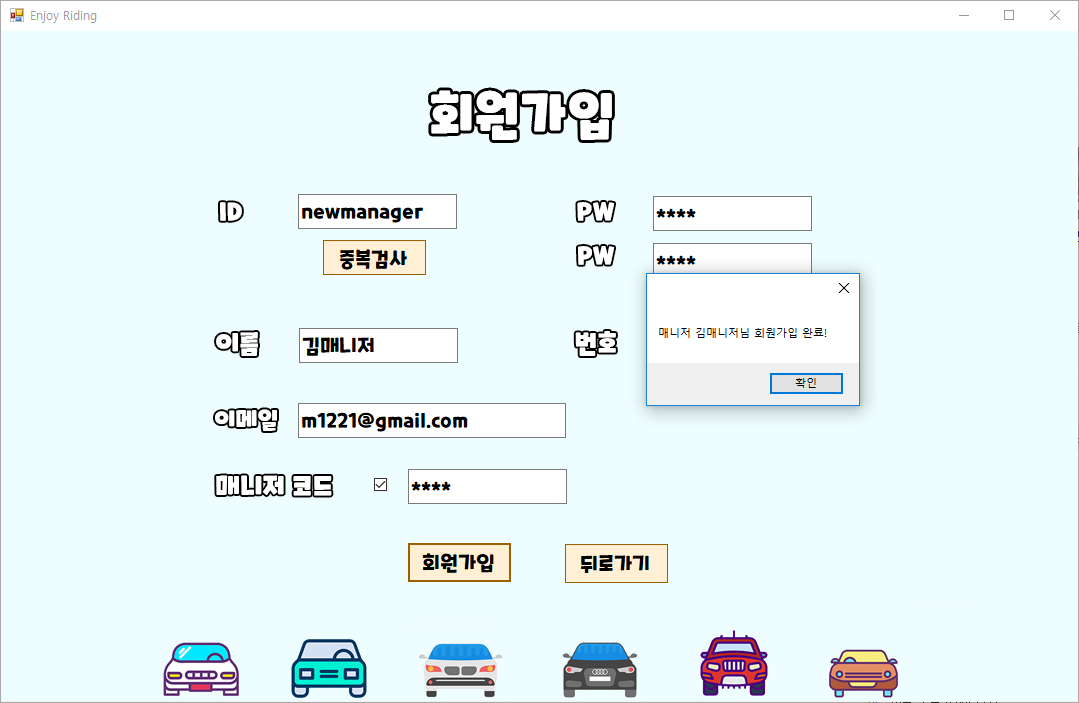 Enjoy Riding
회원가입
ID newmanager PW ****
중복검사 PW ****
매니저 김매니저님 회원가입 완료!
이름 김매니저 번호
확인
이메일 m1221@gmail.com
매니저 코드 ****
회원가입 뒤로가기